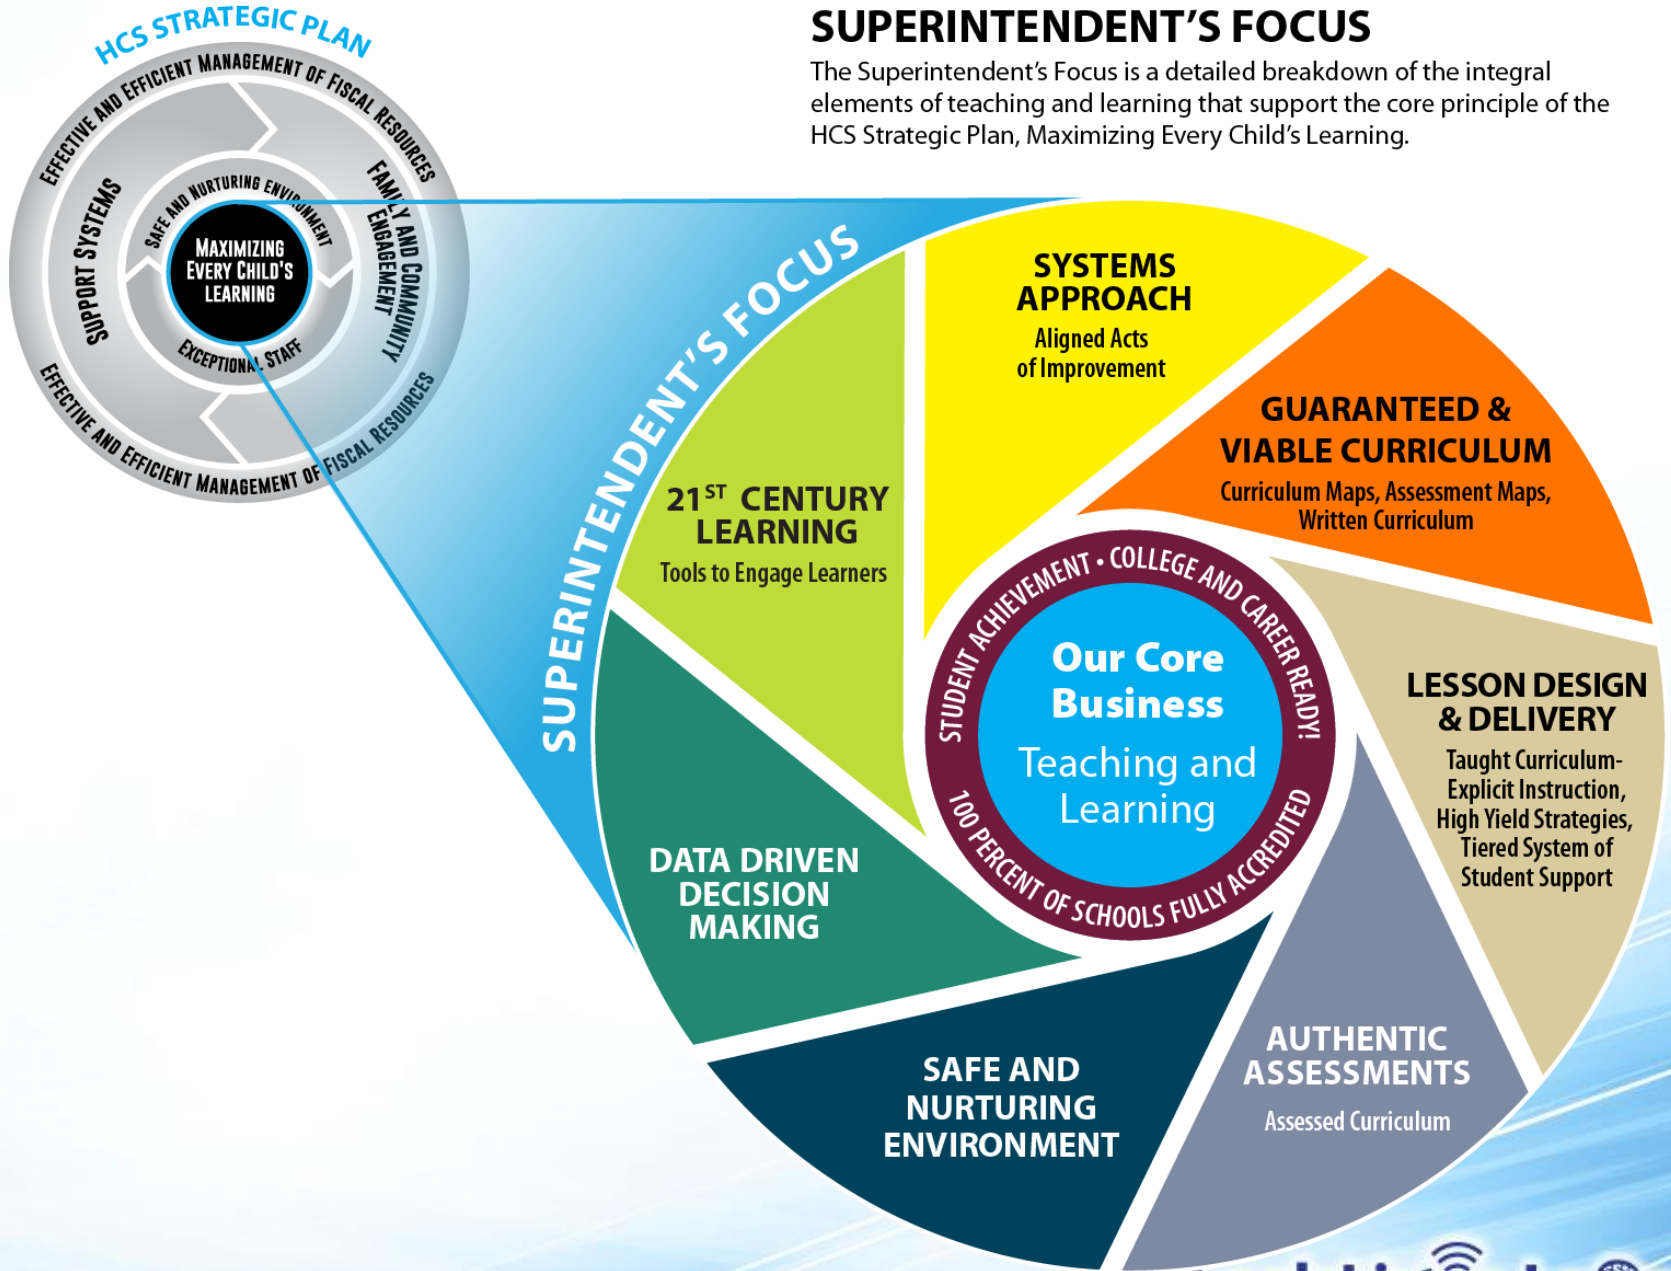 HCS STRATEGIC PLAN
EFFECTIVE AND EFFICIENT MANAGEMENT OF FISCAL RESOURCES
SUPPORT SYSTEMS
FAMILY AND COMMUNITY
ENGAGEMENT
SAFE AND NURTURING ENVIRONMENT
MAXIMIZING
EVERY CHILD'S
LEARNING
EXCEPTIONAL STAFF
EFFECTIVE AND EFFICIENT MANAGEMENT OF FISCAL RESOURCES
SUPERINTENDENT’S FOCUS
The Superintendent’s Focus is a detailed breakdown of the integral
elements of teaching and learning that support the core principle of the
HCS Strategic Plan, Maximizing Every Child’s Learning.
SUPERINTENDENT’S FOCUS
SYSTEMS
APPROACH
Aligned Acts
of Improvement
GUARANTEED &
VIABLE CURRICULUM
Curriculum Maps, Assessment Maps,
Written Curriculum
LESSON DESIGN
& DELIVERY
Taught Curriculum-
Explicit Instruction,
High Yield Strategies,
Tiered System of
Student Support
AUTHENTIC
ASSESSMENTS
Assessed Curriculum
SAFE AND
NURTURING
ENVIRONMENT
DATA DRIVEN
DECISION
MAKING
21ST CENTURY
LEARNING
Tools to Engage Learners
STUDENT ACHIEVEMENT • COLLEGE AND CAREER READY!
100 PERCENT OF SCHOOLS FULLY ACCREDITED
Our Core
Business
Teaching and
Learning